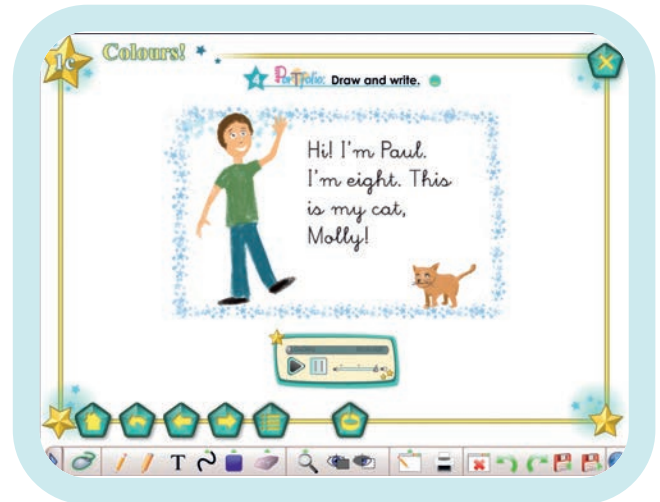 1c
Colours!
4 Portfolio: Draw and write.
Hi! I'm Paul.
I'm eight. This
is my cat,
Molly!
T